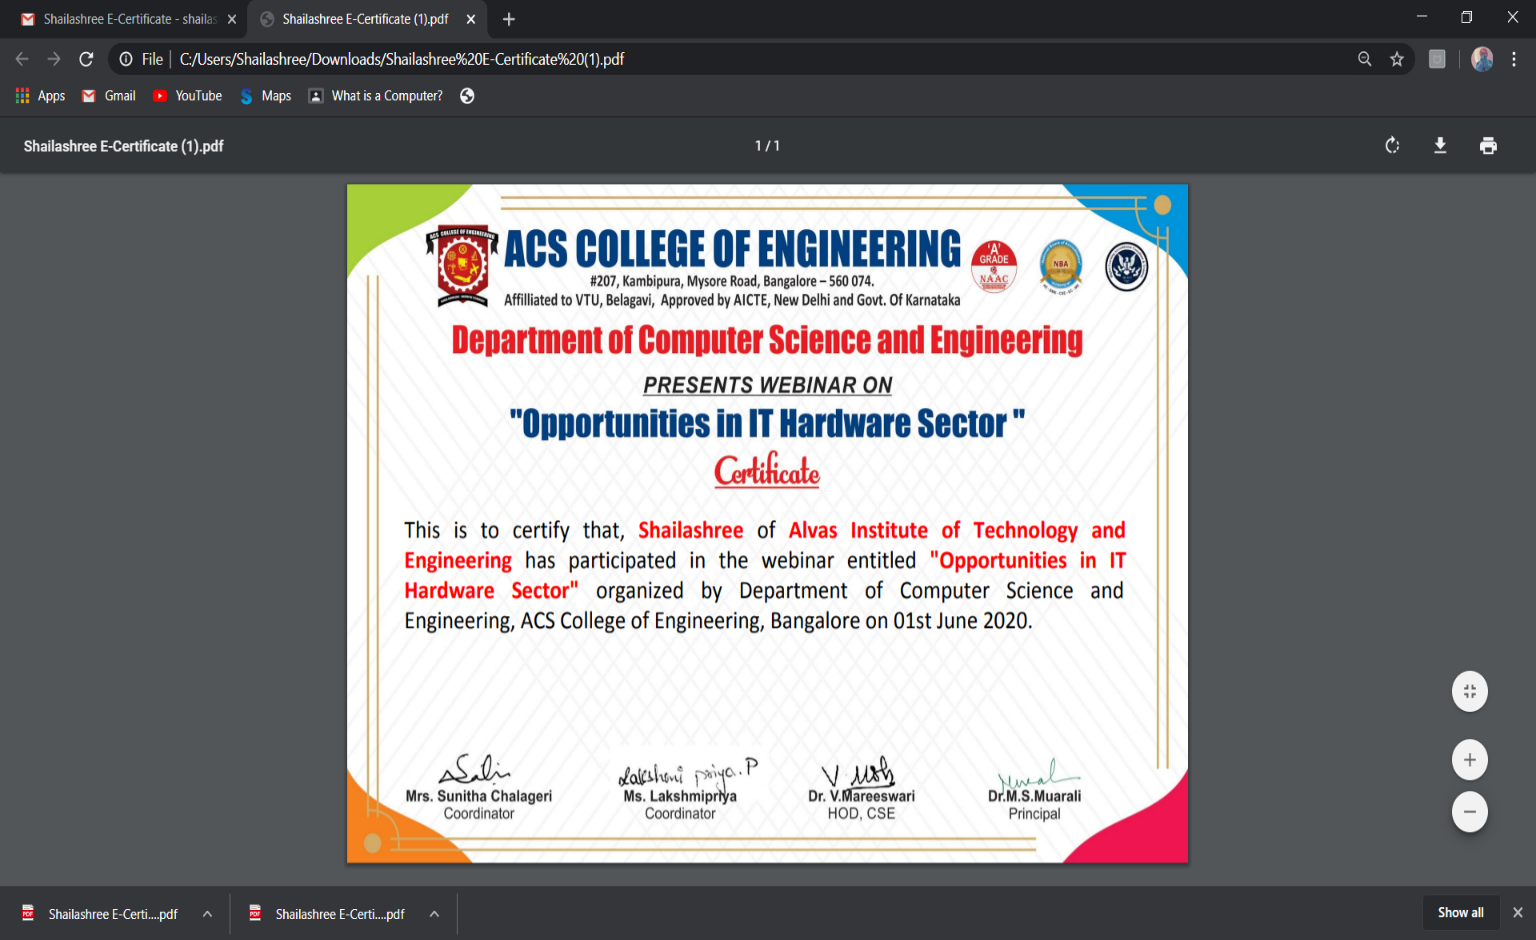 Shailashree E-Certificate - shailas
Shailashree E-Certificate (1).pdf
File
C:/Users/Shailashree/Downloads/Shailashree%20E-Certificate%20(1).pdf
Apps
Gmail
YouTube
Maps
What is a Computer?
Shailashree E-Certificate (1).pdf
1 / 1
ACS COLLEGE OF ENGINEERING
ACS COLLEGE OF ENGINEERING
#207, Kambipura, Mysore Road, Bangalore – 560 074.
Affilliated to VTU, Belagavi, Approved by AICTE, New Delhi and Govt. Of Karnataka
'A'
GRADE
NAAC
NBA
Department of Computer Science and Engineering
PRESENTS WEBINAR ON
"Opportunities in IT Hardware Sector "
Certificate
This is to certify that, Shailashree of Alvas Institute of Technology and
Engineering has participated in the webinar entitled "Opportunities in IT
Hardware Sector" organized by Department of Computer Science and
Engineering, ACS College of Engineering, Bangalore on 01st June 2020.
Lakshmi priya. P
Mrs. Sunitha Chalageri
Coordinator
Ms. Lakshmipriya
Coordinator
Dr. V.Mareeswari
HOD, CSE
Dr.M.S.Muarali
Principal
Shailashree E-Certi....pdf
Shailashree E-Certi....pdf
Show all